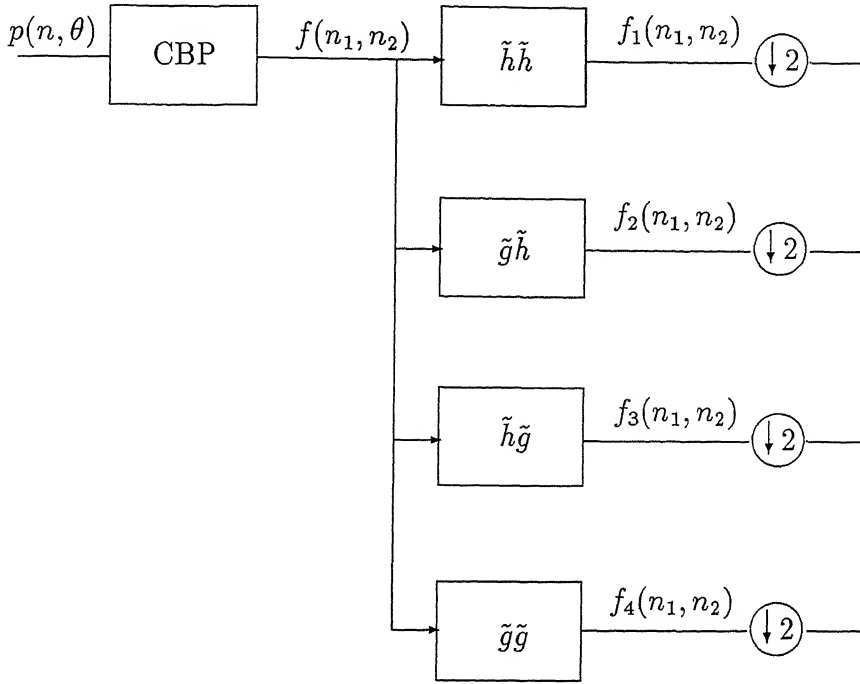 p(n, θ) CBP f(n₁, n₂) h̃h̃ f₁(n₁, n₂) ↓2
g̃h̃ f₂(n₁, n₂) ↓2
h̃g̃ f₃(n₁, n₂) ↓2
g̃g̃ f₄(n₁, n₂) ↓2